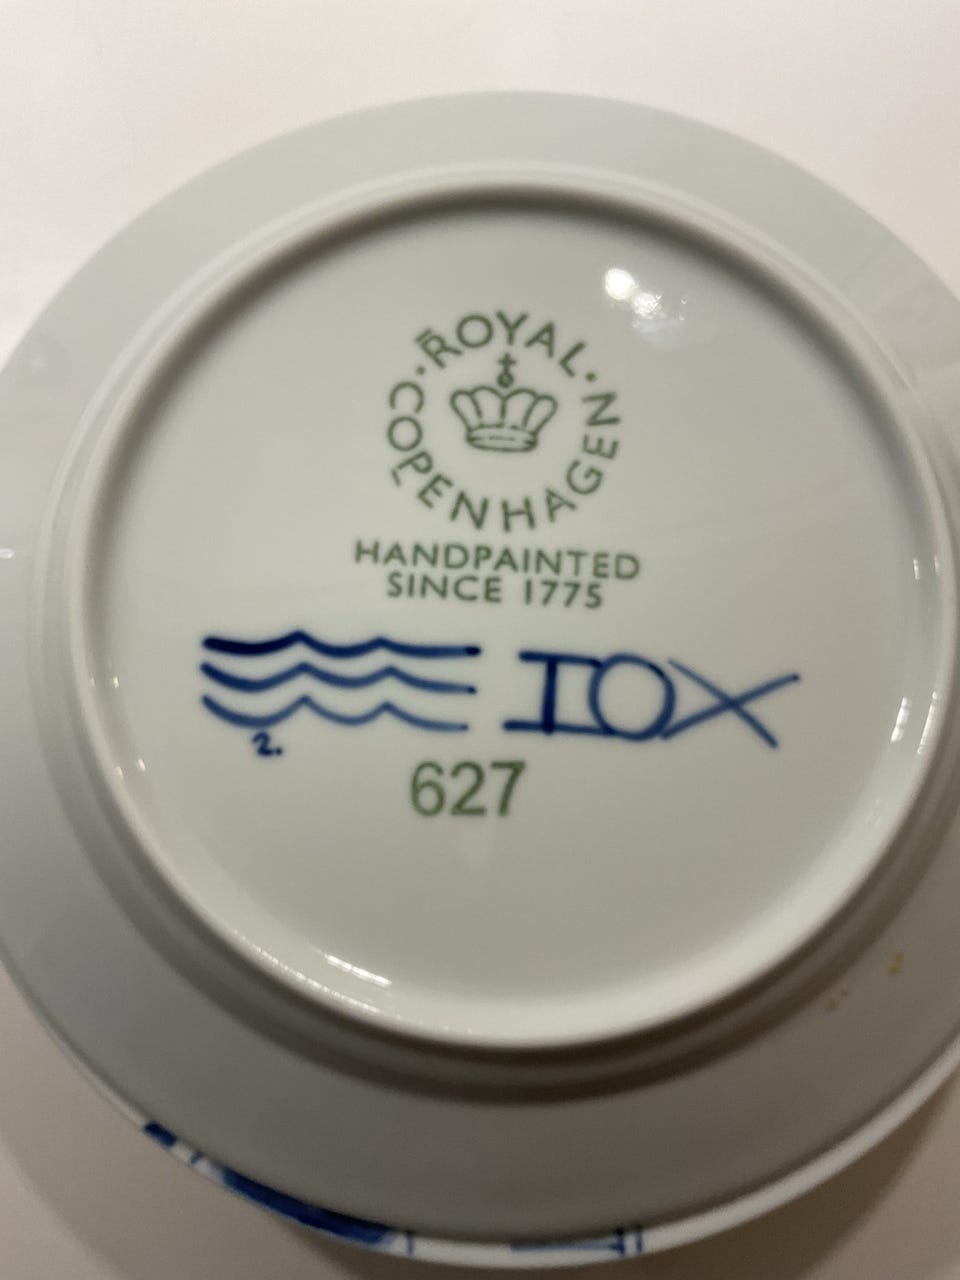 ROYAL · COPENHAGEN ·
HANDPAINTED
SINCE 1775
IOX
2.
627